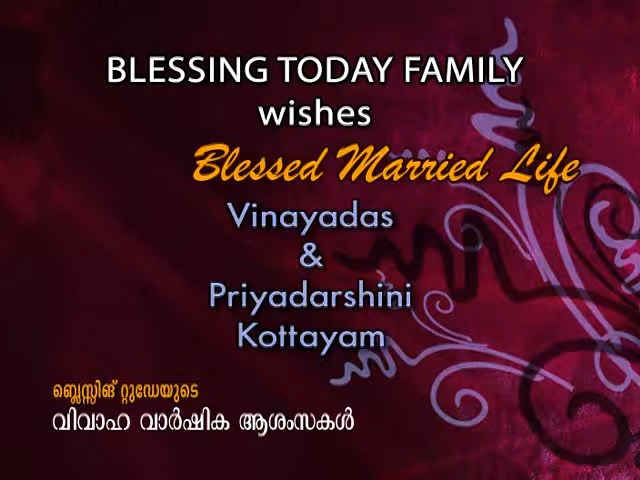 BLESSING TODAY FAMILY
wishes
Blessed Married Life
Vinayadas
&
Priyadarshini
Kottayam
ബ്ലെസ്സിങ് റ്റുഡേയുടെ
വിവാഹ വാർഷിക ആശംസകൾ